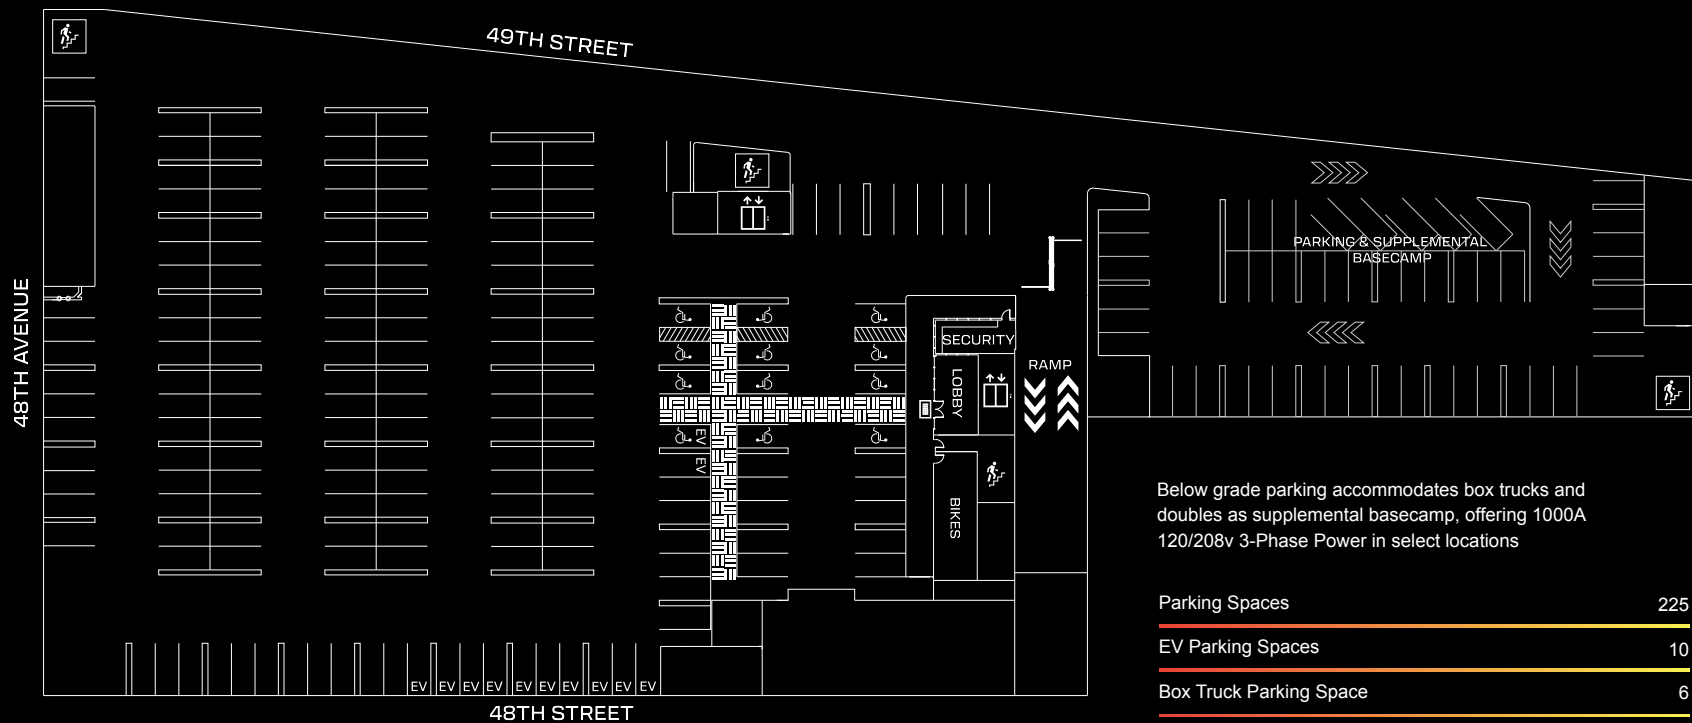 49TH STREET
48TH AVENUE
PARKING & SUPPLEMENTAL
BASECAMP
SECURITY
LOBBY
RAMP
EV
EV
BIKES
EV EV EV EV EV EV EV EV EV EV
48TH STREET
Below grade parking accommodates box trucks and
doubles as supplemental basecamp, offering 1000A
120/208v 3-Phase Power in select locations
Parking Spaces 225
EV Parking Spaces 10
Box Truck Parking Space 6